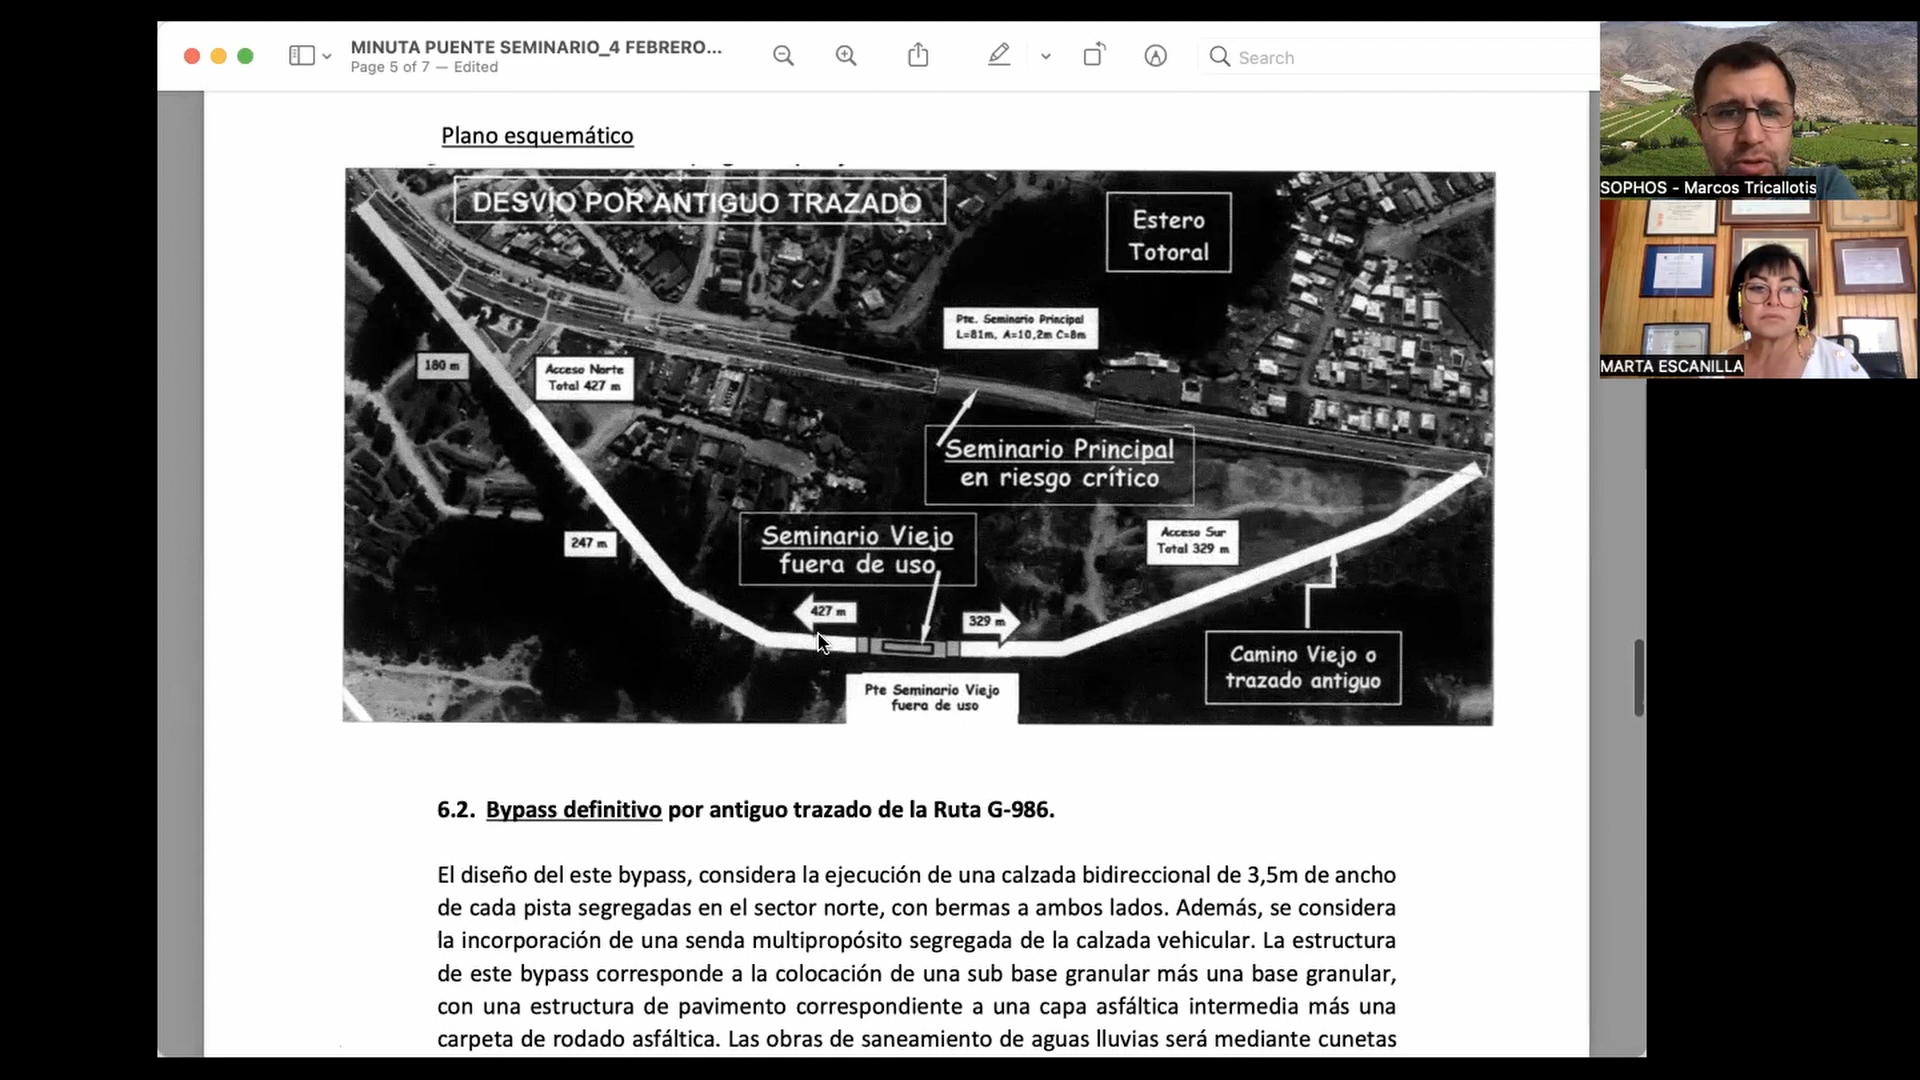 MINUTA PUENTE SEMINARIO_4 FEBRERO...
Page 5 of 7 — Edited
Search
SOPHOS - Marcos Tricallotis
MARTA ESCANILLA
Plano esquemático
DESVÍO POR ANTIGUO TRAZADO
Estero
Totoral
Pte. Seminario Principal
L=81m, A=10,2m C=8m
180 m
Acceso Norte
Total 427 m
Seminario Principal
en riesgo crítico
Seminario Viejo
fuera de uso
247 m
Acceso Sur
Total 329 m
427 m
329 m
Camino Viejo o
trazado antiguo
Pte Seminario Viejo
fuera de uso
6.2. Bypass definitivo por antiguo trazado de la Ruta G-986.
El diseño del este bypass, considera la ejecución de una calzada bidireccional de 3,5m de ancho
de cada pista segregadas en el sector norte, con bermas a ambos lados. Además, se considera
la incorporación de una senda multipropósito segregada de la calzada vehicular. La estructura
de este bypass corresponde a la colocación de una sub base granular más una base granular,
con una estructura de pavimento correspondiente a una capa asfáltica intermedia más una
carpeta de rodado asfáltica. Las obras de saneamiento de aguas lluvias será mediante cunetas